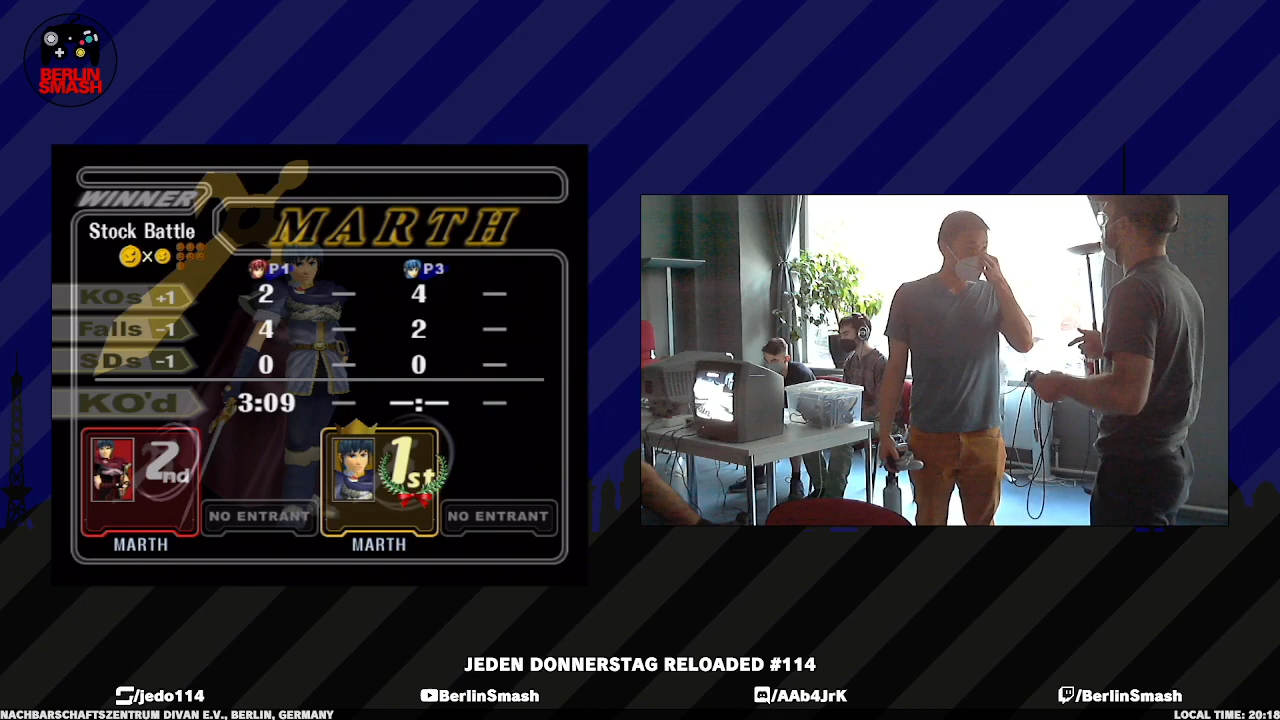 BERLIN
SMASH
WINNER
Stock Battle
MARTH
×
P1
P3
KOs +1
2
—
4
—
Falls -1
4
—
2
—
SDs -1
0
—
0
—
KO'd
3:09
—
—:—
—
2nd
NO ENTRANT
1st
NO ENTRANT
MARTH
MARTH
JEDEN DONNERSTAG RELOADED #114
/jedo114
BerlinSmash
/AAb4JrK
/BerlinSmash
NACHBARSCHAFTSZENTRUM DIVAN E.V., BERLIN, GERMANY
LOCAL TIME: 20:18